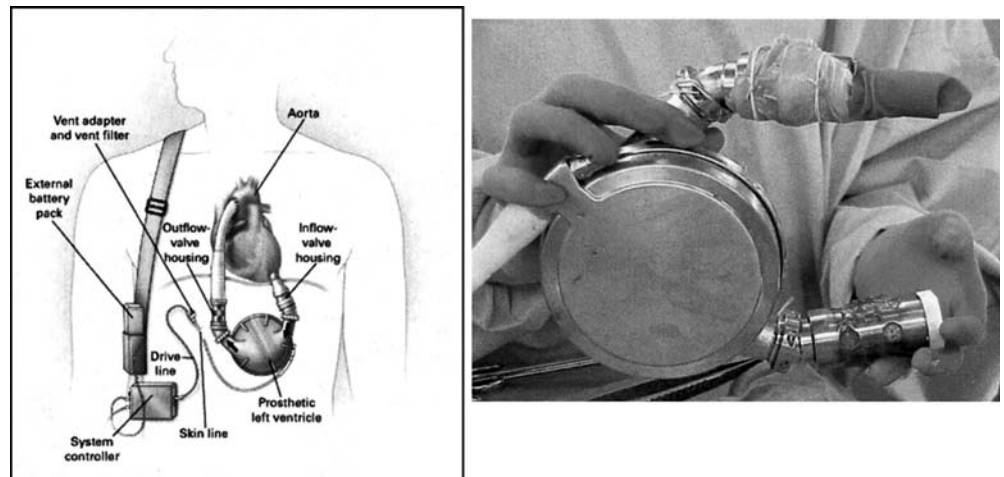 Vent adapter
and vent filter
Aorta
External
battery
pack
Outflow-
valve
housing
Inflow-
valve
housing
Drive
line
Prosthetic
left ventricle
Skin line
System
controller